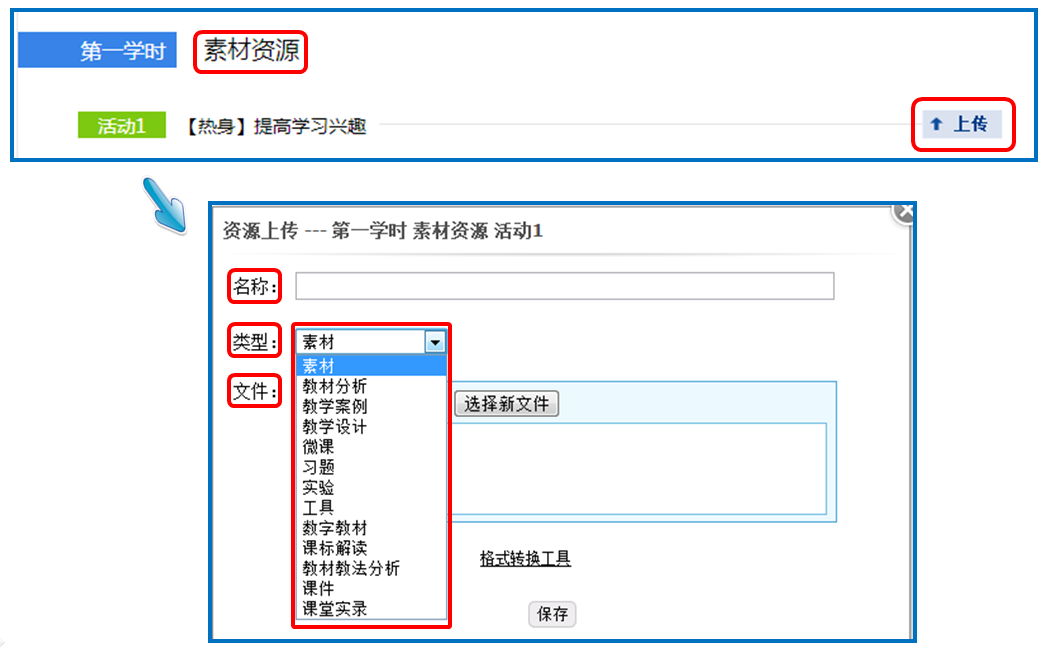 第一学时 素材资源
活动1 【热身】提高学习兴趣 上传
资源上传 --- 第一学时 素材资源 活动1
名称：
类型： 素材
素材
文件：
教材分析
教学案例 选择新文件
教学设计
微课
习题
实验
工具
数字教材
课标解读
格式转换工具
教材教法分析
课件
课堂实录 保存